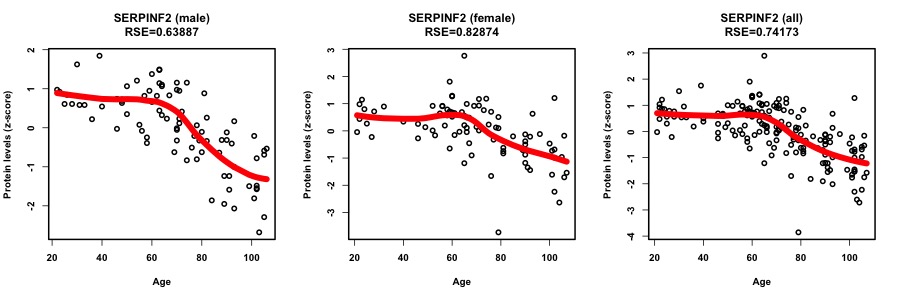 SERPINF2 (male)
RSE=0.63887
Protein levels (z-score)
2
1
0
-1
-2
20 40 60 80 100
Age
SERPINF2 (female)
RSE=0.82874
Protein levels (z-score)
3
2
1
0
-1
-3
20 40 60 80 100
Age
SERPINF2 (all)
RSE=0.74173
Protein levels (z-score)
3
2
1
0
-1
-2
-3
-4
20 40 60 80 100
Age